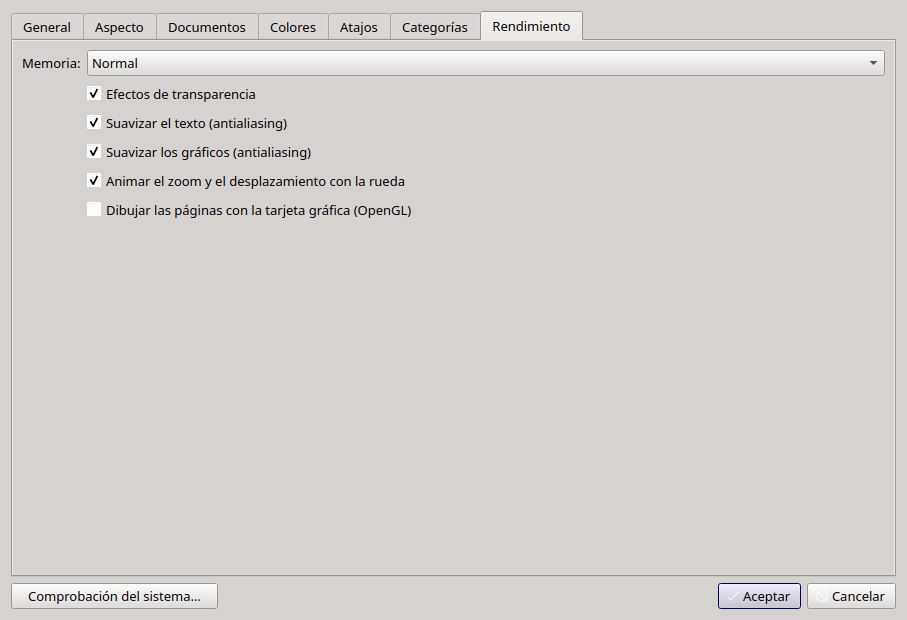 General Aspecto Documentos Colores Atajos Categorías Rendimiento
Memoria: Normal
Efectos de transparencia
Suavizar el texto (antialiasing)
Suavizar los gráficos (antialiasing)
Animar el zoom y el desplazamiento con la rueda
Dibujar las páginas con la tarjeta gráfica (OpenGL)
Comprobación del sistema... Aceptar Cancelar